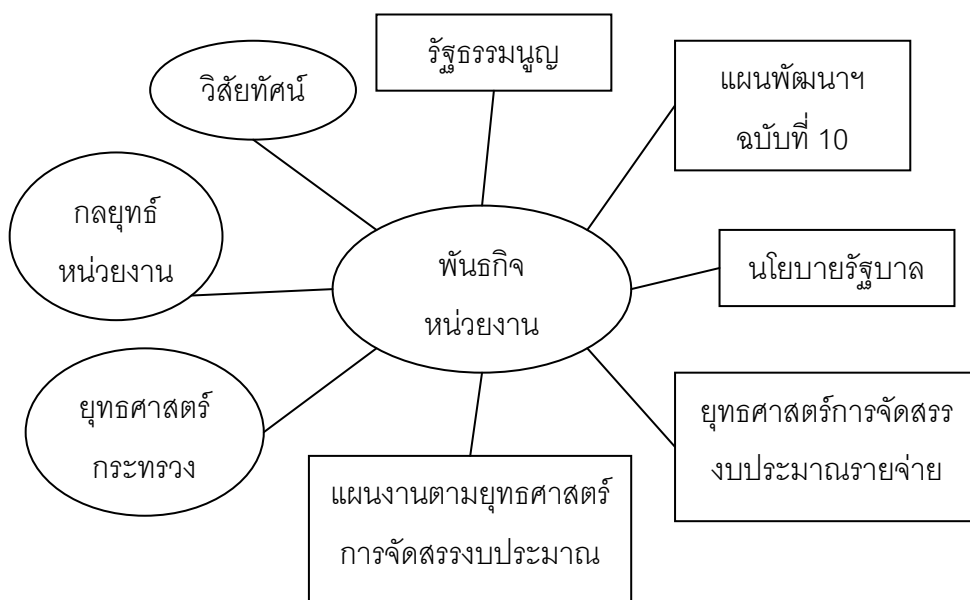 รัฐธรรมนูญ
วิสัยทัศน์
แผนพัฒนาฯ
ฉบับที่ 10
กลยุทธ์
หน่วยงาน
พันธกิจ
หน่วยงาน
นโยบายรัฐบาล
ยุทธศาสตร์
กระทรวง
ยุทธศาสตร์การจัดสรร
งบประมาณรายจ่าย
แผนงานตามยุทธศาสตร์
การจัดสรรงบประมาณ